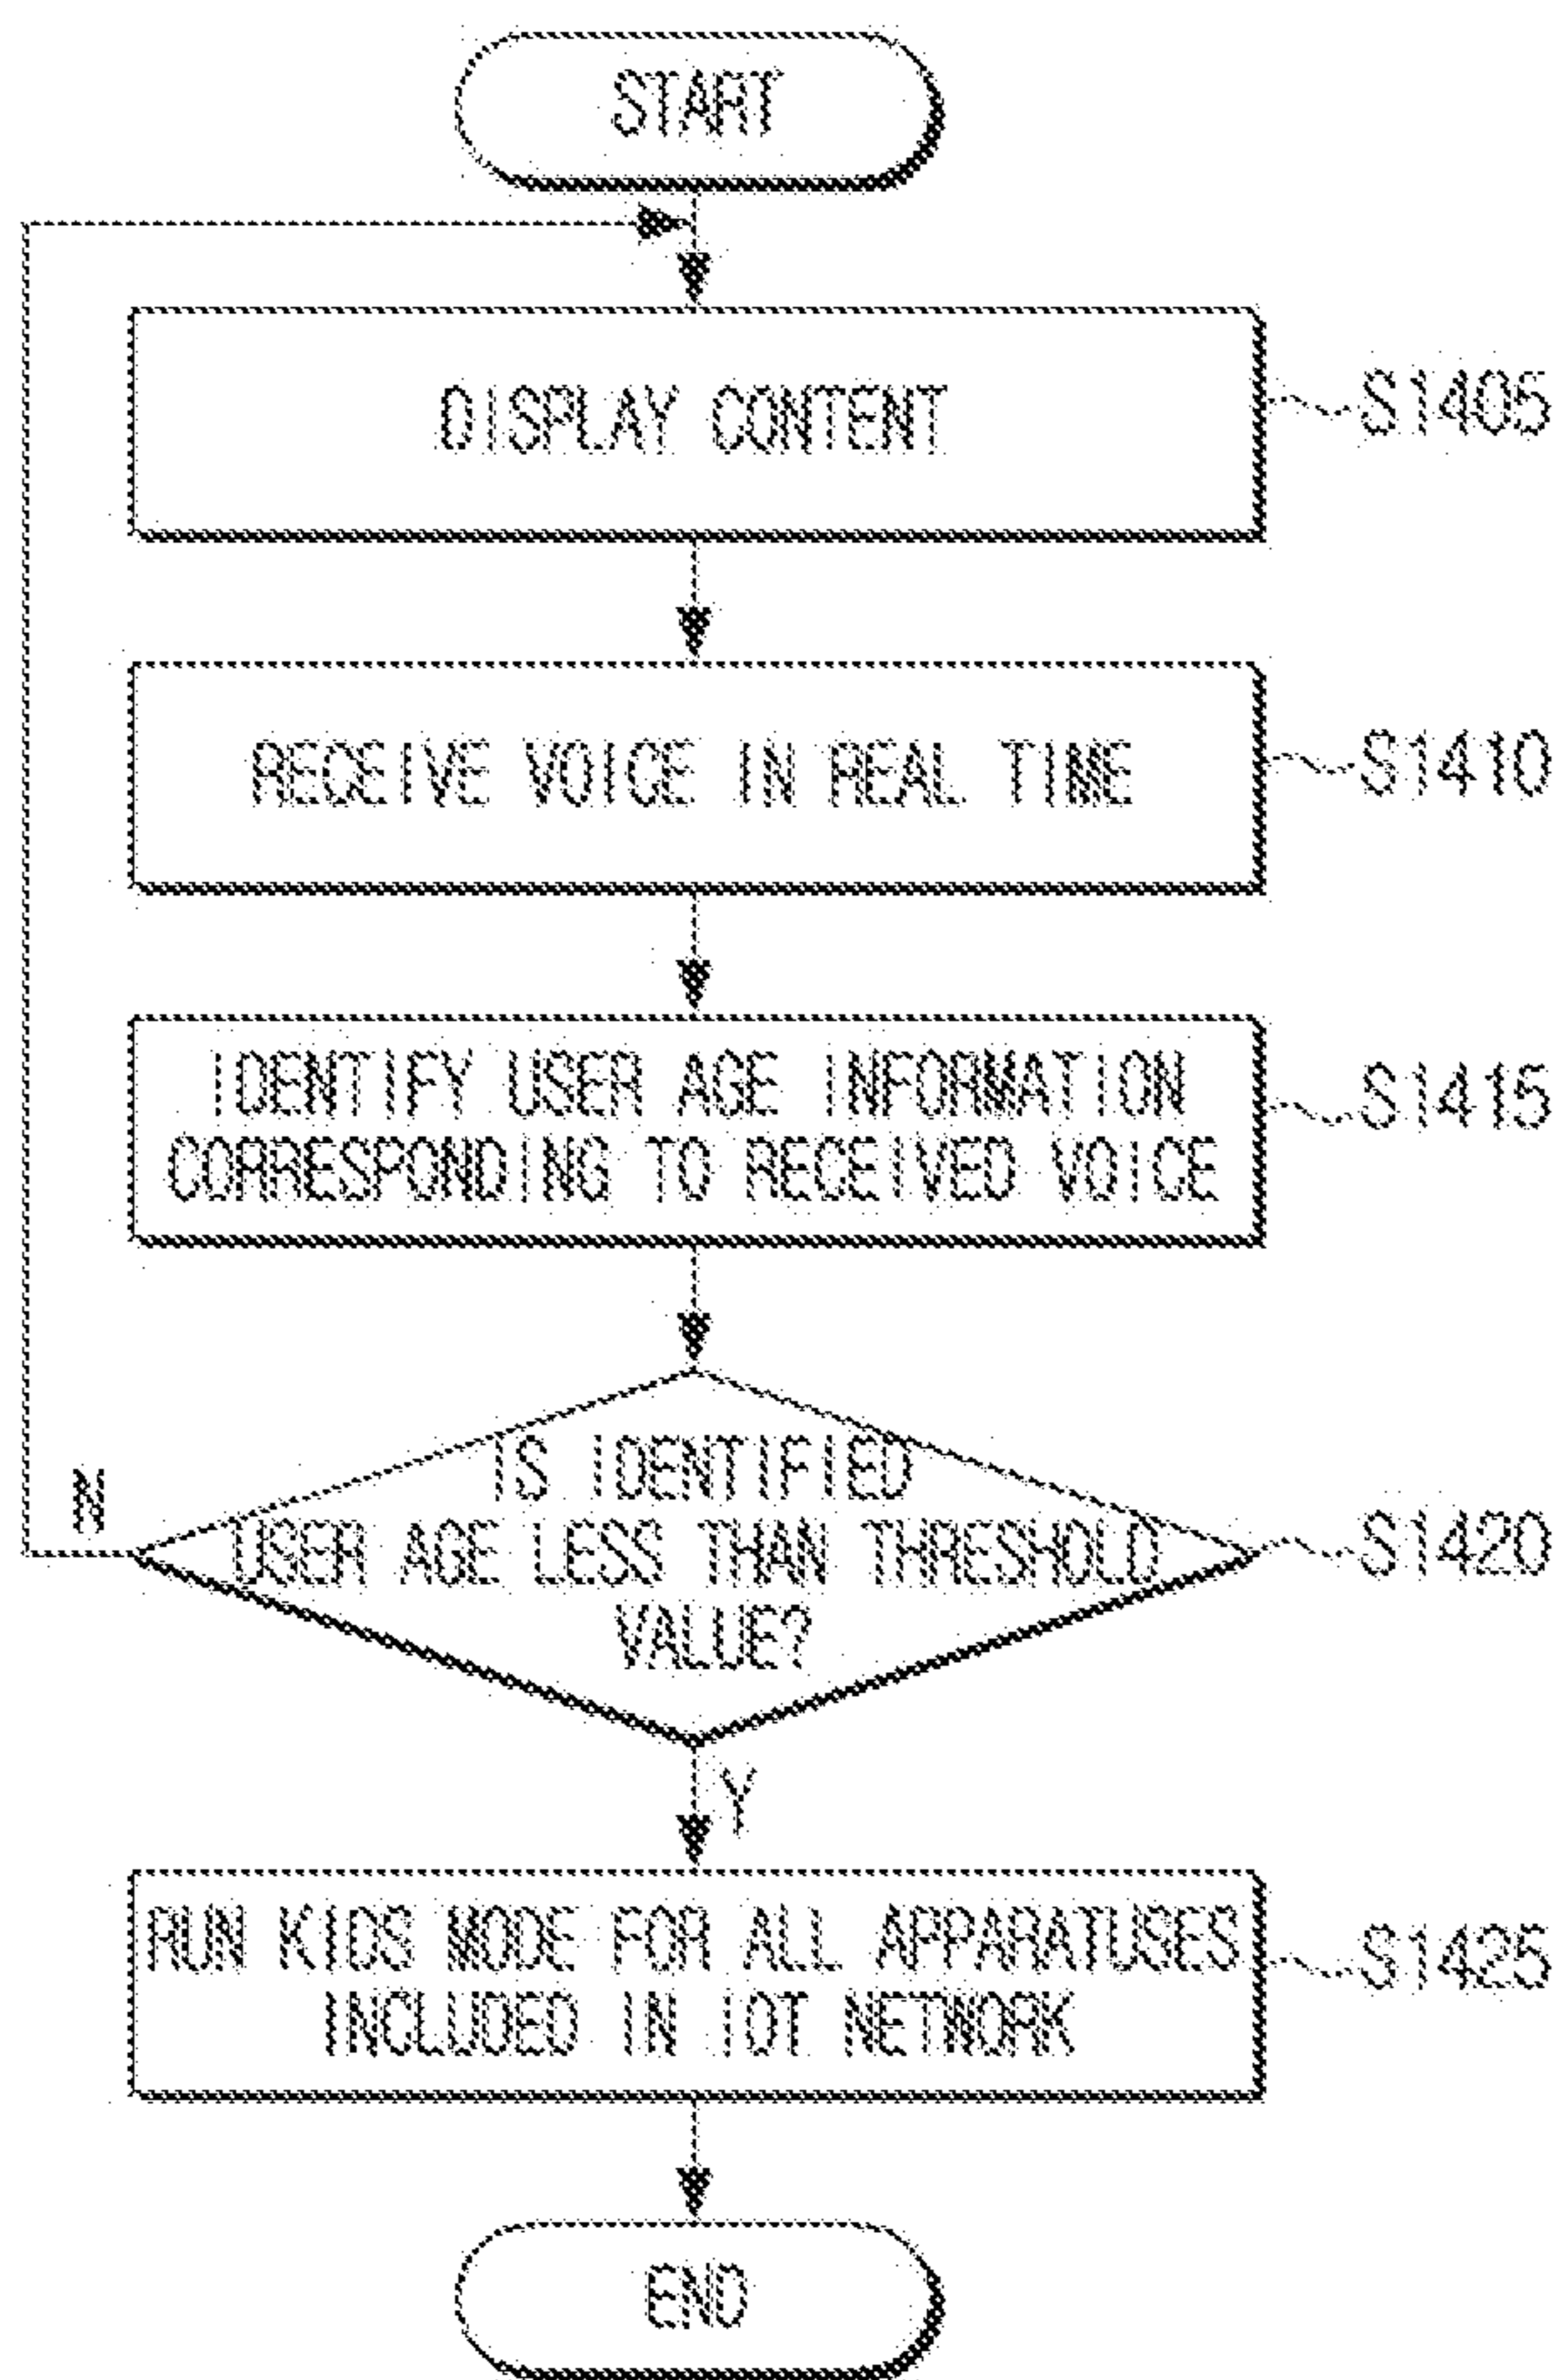 START
DISPLAY CONTENT
S1405
RECEIVE VOICE IN REAL TIME
S1410
IDENTIFY USER AGE INFORMATION
CORRESPONDING TO RECEIVED VOICE
S1415
IS IDENTIFIED
USER AGE LESS THAN THRESHOLD
VALUE?
S1420
N
Y
RUN KIDS MODE FOR ALL APPARATUSES
INCLUDED IN IOT NETWORK
S1425
END